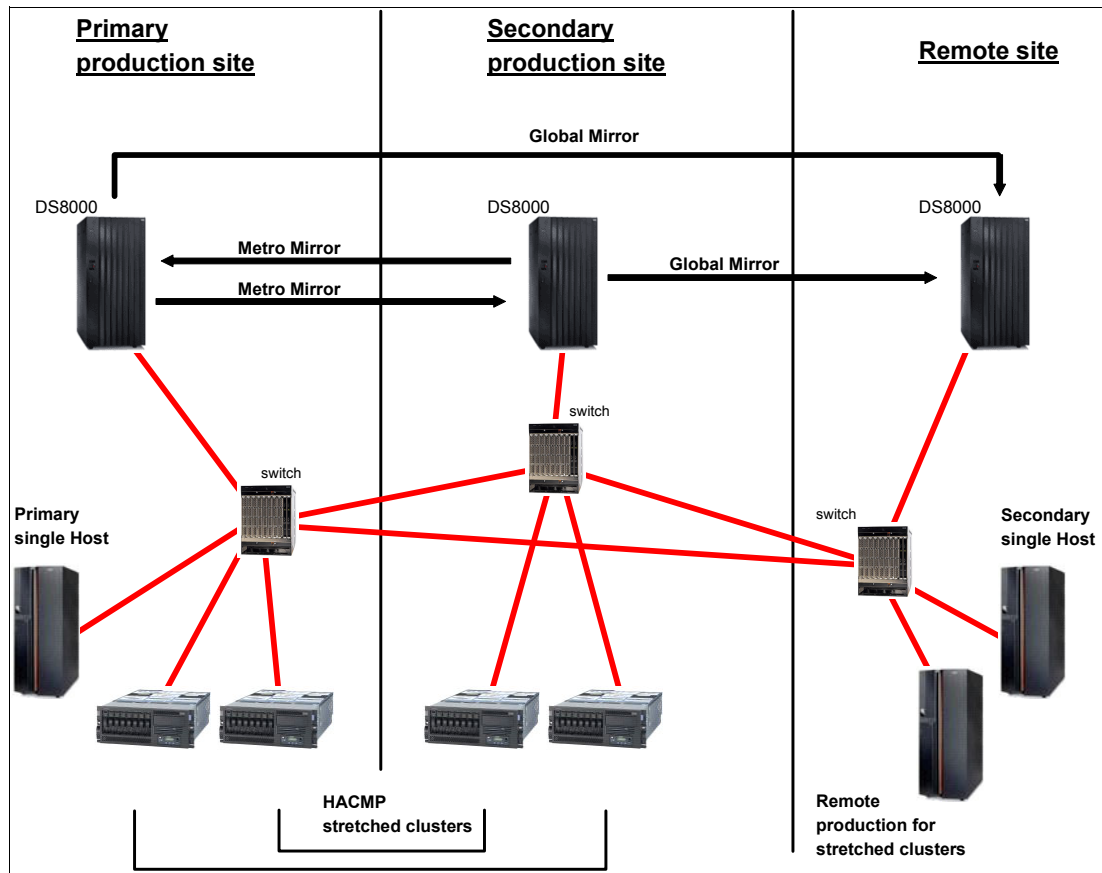 Primary
production site
Secondary
production site
Remote site
Global Mirror
DS8000
DS8000
DS8000
Metro Mirror
Global Mirror
Metro Mirror
switch
switch
switch
Primary
single Host
Secondary
single Host
HACMP
stretched clusters
Remote
production for
stretched clusters